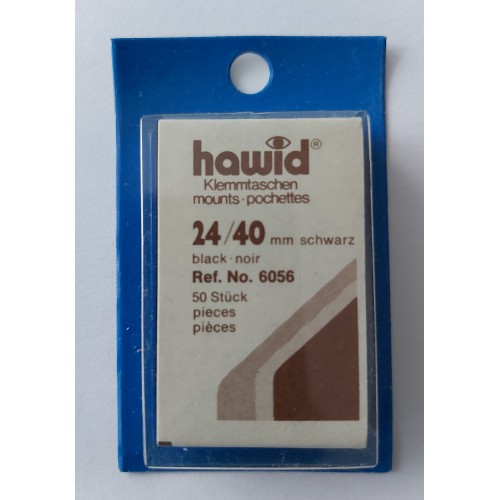 hawid®
Klemmtaschen
mounts·pochettes
24/40 mm schwarz
black·noir
Ref. No. 6056
50 Stück
pieces
pièces